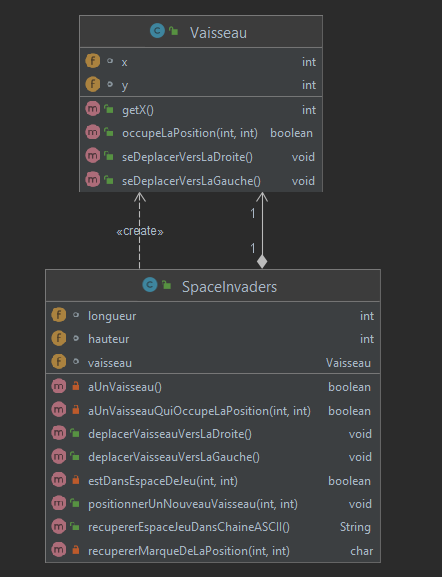 Vaisseau
x int
y int
getX() int
occupeLaPosition(int, int) boolean
seDeplacerVersLaDroite() void
seDeplacerVersLaGauche() void
1
«create»
1
SpaceInvaders
longueur int
hauteur int
vaisseau Vaisseau
aUnVaisseau() boolean
aUnVaisseauQuiOccupeLaPosition(int, int) boolean
deplacerVaisseauVersLaDroite() void
deplacerVaisseauVersLaGauche() void
estDansEspaceDeJeu(int, int) boolean
positionnerUnNouveauVaisseau(int, int) void
recupererEspaceJeuDansChaineASCII() String
recupererMarqueDeLaPosition(int, int) char